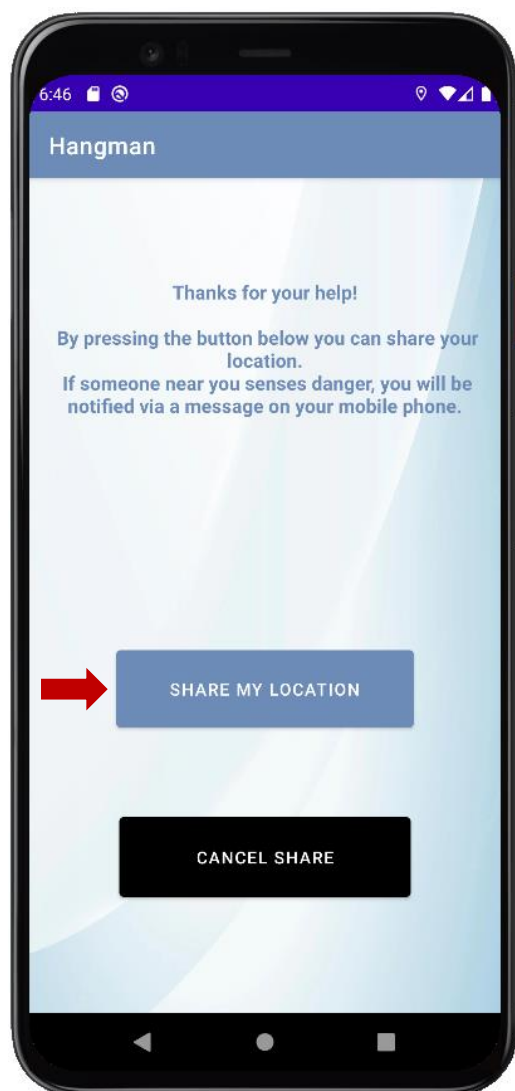 6:46
Hangman
Thanks for your help!
By pressing the button below you can share your
location.
If someone near you senses danger, you will be
notified via a message on your mobile phone.
SHARE MY LOCATION
CANCEL SHARE